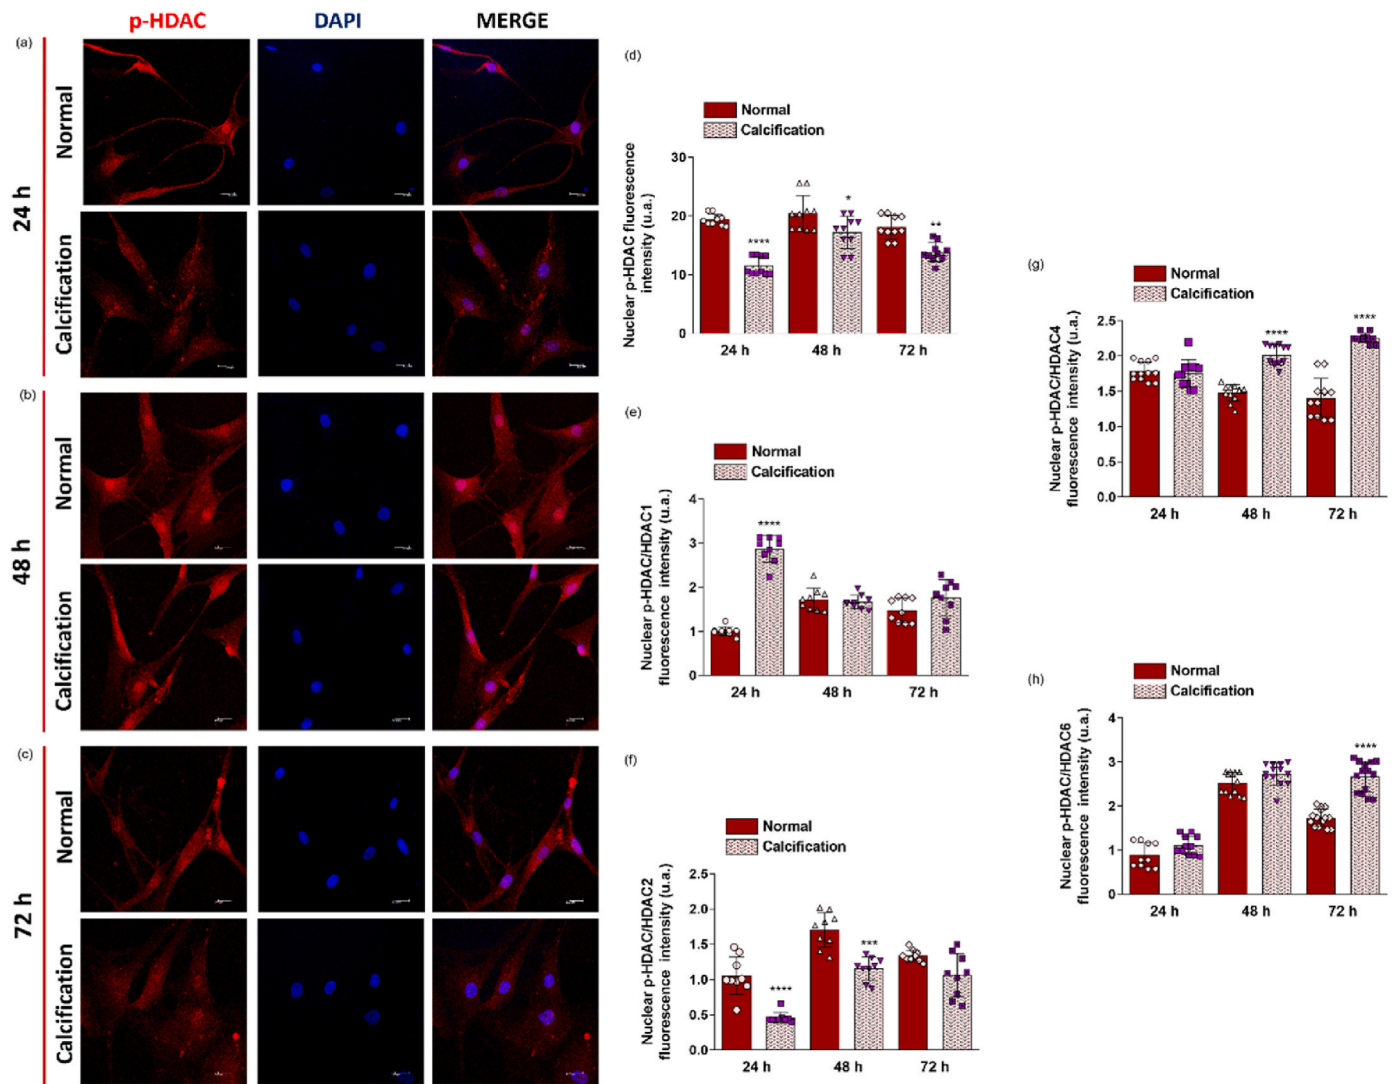 p-HDAC DAPI MERGE
(a)
24 h
Normal
Calcification
(b)
48 h
Normal
Calcification
(c)
72 h
Normal
Calcification
(d)
Normal
Calcification
Nuclear p-HDAC fluorescence
intensity (u.a.)
30
20
10
0
****
*
**
24 h 48 h 72 h
(e)
Normal
Calcification
Nuclear p-HDAC/HDAC1
fluorescence intensity (u.a.)
4
3
2
1
0
****
24 h 48 h 72 h
(f)
Normal
Calcification
Nuclear p-HDAC/HDAC2
fluorescence intensity (u.a.)
2.5
2.0
1.5
1.0
0.5
0.0
****
***
24 h 48 h 72 h
(g)
Normal
Calcification
Nuclear p-HDAC/HDAC4
fluorescence intensity (u.a.)
2.5
2.0
1.5
1.0
0.5
0.0
****
****
24 h 48 h 72 h
(h)
Normal
Calcification
Nuclear p-HDAC/HDAC6
fluorescence intensity (u.a.)
4
3
2
1
0
****
24 h 48 h 72 h